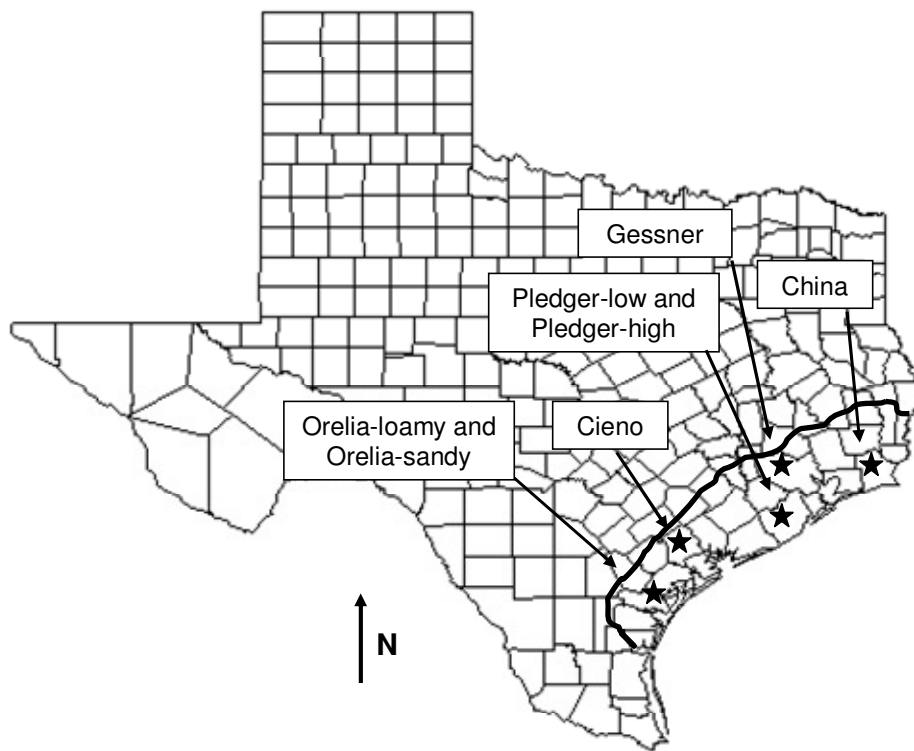 Gessner
China
Pledger-low and
Pledger-high
Orelia-loamy and
Orelia-sandy
Cieno
N